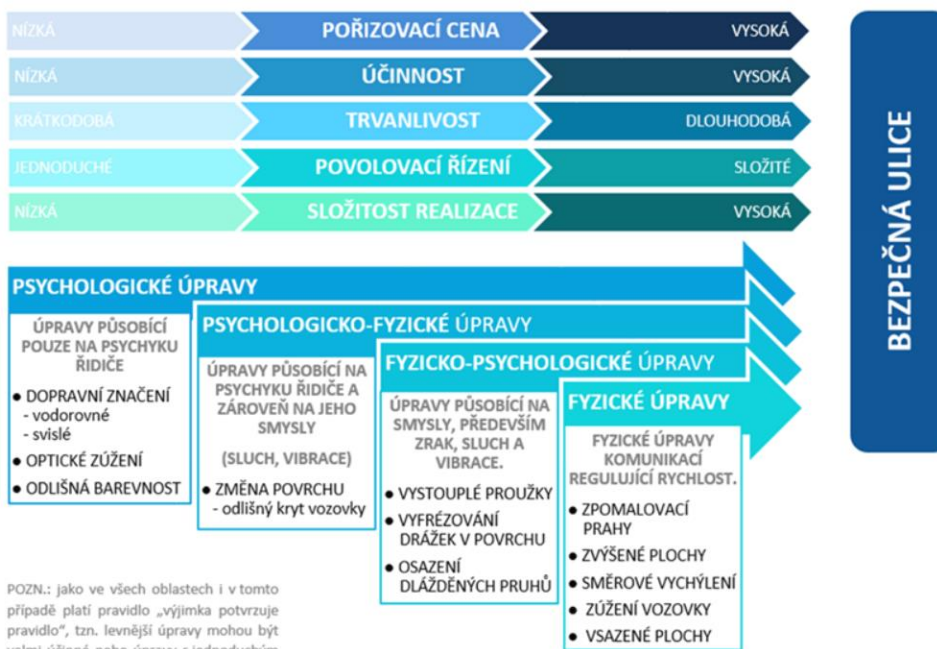 NÍZKÁ POŘIZOVACÍ CENA VYSOKÁ
NÍZKÁ ÚČINNOST VYSOKÁ
KRÁTKODOBÁ TRVANLIVOST DLOUHODOBÁ
JEDNODUCHÉ POVOLOVACÍ ŘÍZENÍ SLOŽITÉ
NÍZKÁ SLOŽITOST REALIZACE VYSOKÁ
BEZPEČNÁ ULICE
PSYCHOLOGICKÉ ÚPRAVY
ÚPRAVY PŮSOBÍCÍ
POUZE NA PSYCHYKU
ŘIDIČE
● DOPRAVNÍ ZNAČENÍ
- vodorovné
- svislé
● OPTICKÉ ZÚŽENÍ
● ODLIŠNÁ BAREVNOST
PSYCHOLOGICKO-FYZICKÉ ÚPRAVY
ÚPRAVY PŮSOBÍCÍ NA
PSYCHYKU ŘIDIČE A
ZÁROVEŇ NA JEHO
SMYSLY
(SLUCH, VIBRACE)
● ZMĚNA POVRCHU
- odlišný kryt vozovky
FYZICKO-PSYCHOLOGICKÉ ÚPRAVY
ÚPRAVY PŮSOBÍCÍ NA
SMYSLY, PŘEDEVŠÍM
ZRAK, SLUCH A
VIBRACE.
● VYSTOUPLÉ PROUŽKY
● VYFRÉZOVÁNÍ
DRÁŽEK V POVRCHU
● OSAZENÍ
DLÁŽDĚNÝCH PRUHŮ
FYZICKÉ ÚPRAVY
FYZICKÉ ÚPRAVY
KOMUNIKACÍ
REGULUJÍCÍ RYCHLOST.
● ZPOMALOVACÍ
PRAHY
● ZVÝŠENÉ PLOCHY
● SMĚROVÉ VYCHÝLENÍ
● ZÚŽENÍ VOZOVKY
● VSAZENÉ PLOCHY
POZN.: jako ve všech oblastech i v tomto
případě platí pravidlo „výjimka potvrzuje
pravidlo“, tzn. levnější úpravy mohou být